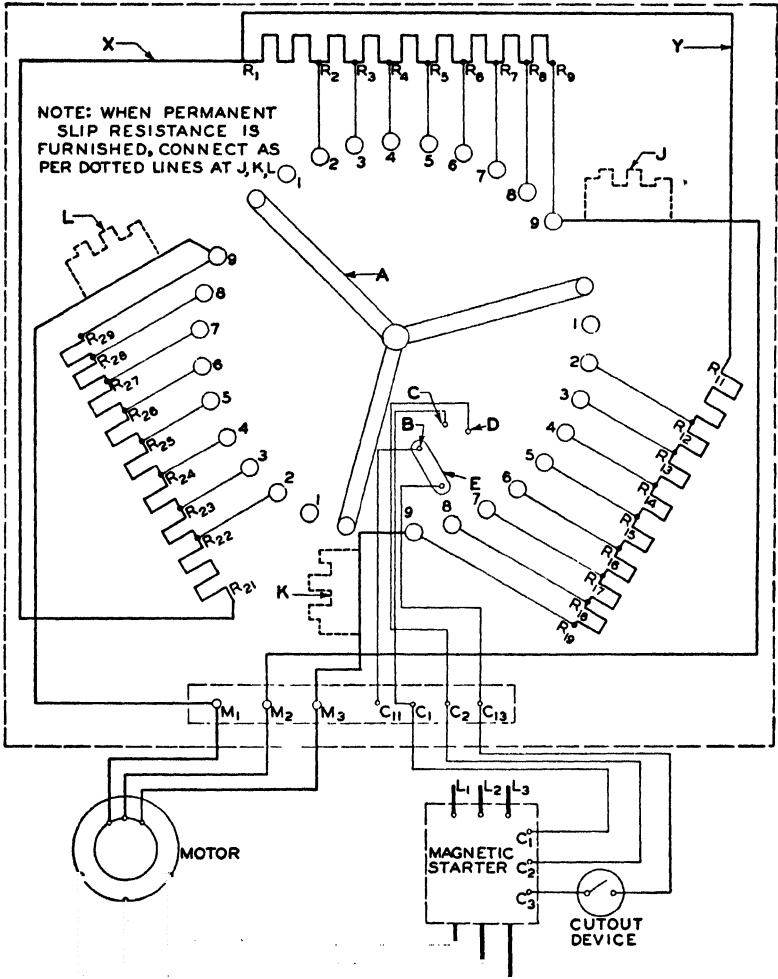 X
Y
R1 R2 R3 R4 R5 R6 R7 R8 R9
NOTE: WHEN PERMANENT
SLIP RESISTANCE IS
FURNISHED, CONNECT AS
PER DOTTED LINES AT J, K, L
1 2 3 4 5 6 7 8 9
J
L
A
9
8
7
6
5
4
3
2
1
R29
R28
R27
R26
R25
R24
R23
R22
R21
1
2
3
4
5
6
7
8
9
R11
R12
R13
R14
R15
R16
R17
R18
R19
C
B
D
E
K
M1 M2 M3 C11 C1 C2 C13
L1 L2 L3
MOTOR
MAGNETIC
STARTER
C1
C2
C3
CUTOUT
DEVICE